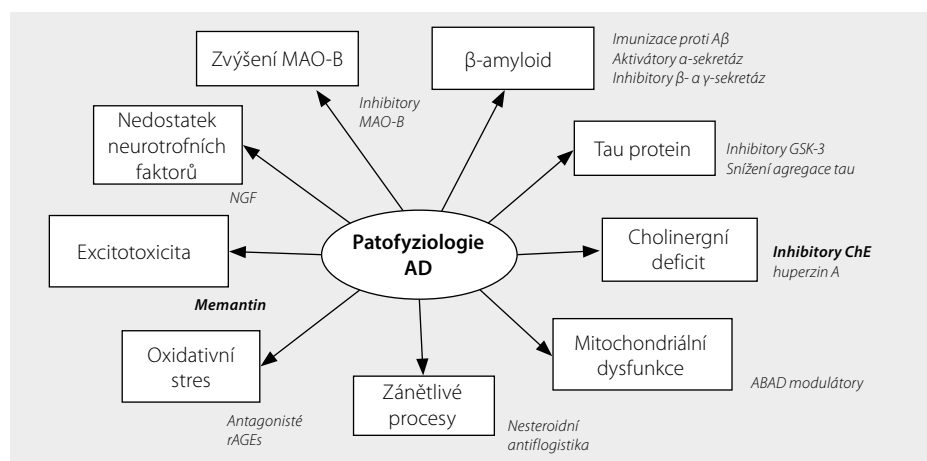 Zvýšení MAO-B
Inhibitory
MAO-B
β-amyloid
Imunizace proti Aβ
Aktivátory α-sekretáz
Inhibitory β- a γ-sekretáz
Nedostatek
neurotrofních
faktorů
NGF
Tau protein
Inhibitory GSK-3
Snížení agregace tau
Excitotoxicita
Memantin
Patofyziologie
AD
Cholinergní
deficit
Inhibitory ChE
huperzin A
Oxidativní
stres
Antagonisté
rAGEs
Zánětlivé
procesy
Nesteroidní
antiflogistika
Mitochondriální
dysfunkce
ABAD modulátory